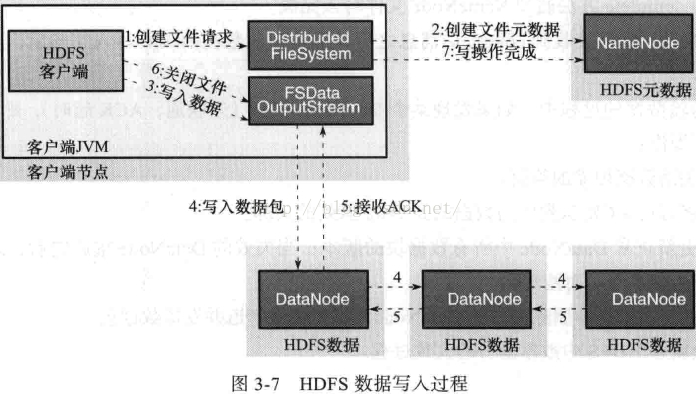 HDFS
客户端
1:创建文件请求
Distribuded
FileSystem
2:创建文件元数据
7:写操作完成
NameNode
HDFS元数据
6:关闭文件
3:写入数据
FSData
OutputStream
客户端JVM
客户端节点
4:写入数据包
5:接收ACK
DataNode
4
5
DataNode
4
5
DataNode
HDFS数据
HDFS数据
HDFS数据
图 3-7 HDFS 数据写入过程